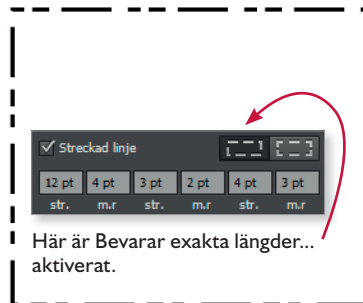 Streckad linje
12 pt 4 pt 3 pt 2 pt 4 pt 3 pt
str. m.r str. m.r str. m.r
Här är Bevarar exakta längder...
aktiverat.